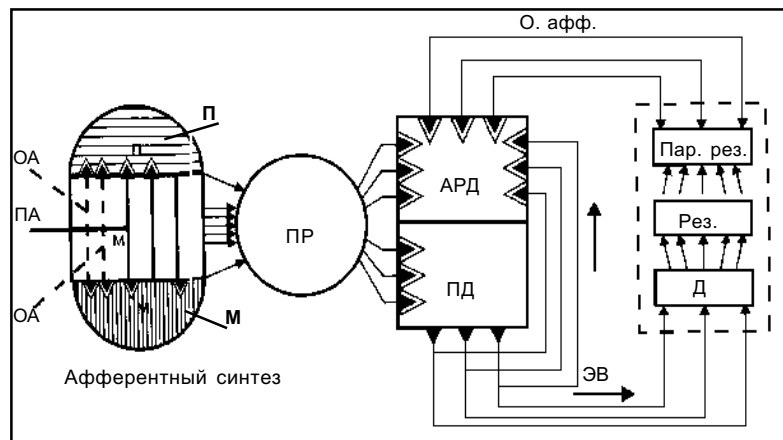 О. афф.
П
п
ОА
ПА
м
ОА
м
М
Афферентный синтез
ПР
АРД
ПД
ЭВ
Пар. рез.
Рез.
Д